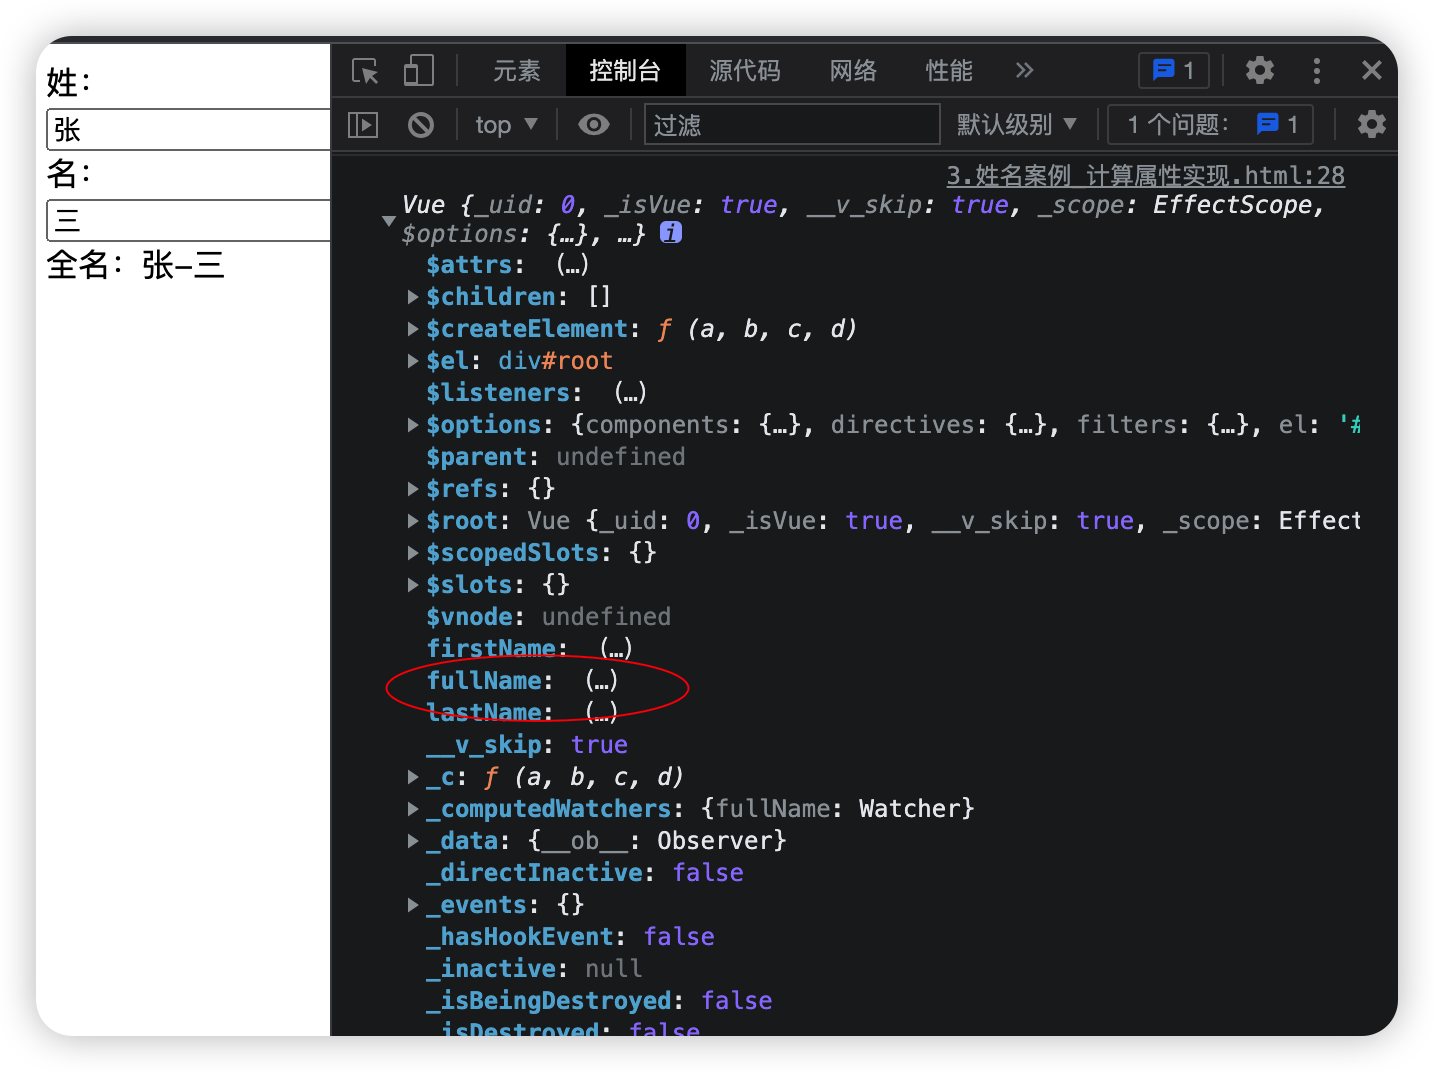 姓：
张
名：
三
全名：张-三
元素 控制台 源代码 网络 性能 » 1
top ▼ 过滤 默认级别 ▼ 1 个问题： 1
3.姓名案例_计算属性实现.html:28
Vue {_uid: 0, _isVue: true, __v_skip: true, _scope: EffectScope,
$options: {…}, …} i
$attrs: (…)
$children: []
$createElement: ƒ (a, b, c, d)
$el: div#root
$listeners: (…)
$options: {components: {…}, directives: {…}, filters: {…}, el: '#
$parent: undefined
$refs: {}
$root: Vue {_uid: 0, _isVue: true, __v_skip: true, _scope: Effect
$scopedSlots: {}
$slots: {}
$vnode: undefined
firstName: (…)
fullName: (…)
lastName: (…)
__v_skip: true
_c: ƒ (a, b, c, d)
_computedWatchers: {fullName: Watcher}
_data: {__ob__: Observer}
_directInactive: false
_events: {}
_hasHookEvent: false
_inactive: null
_isBeingDestroyed: false
_isDestroyed: false